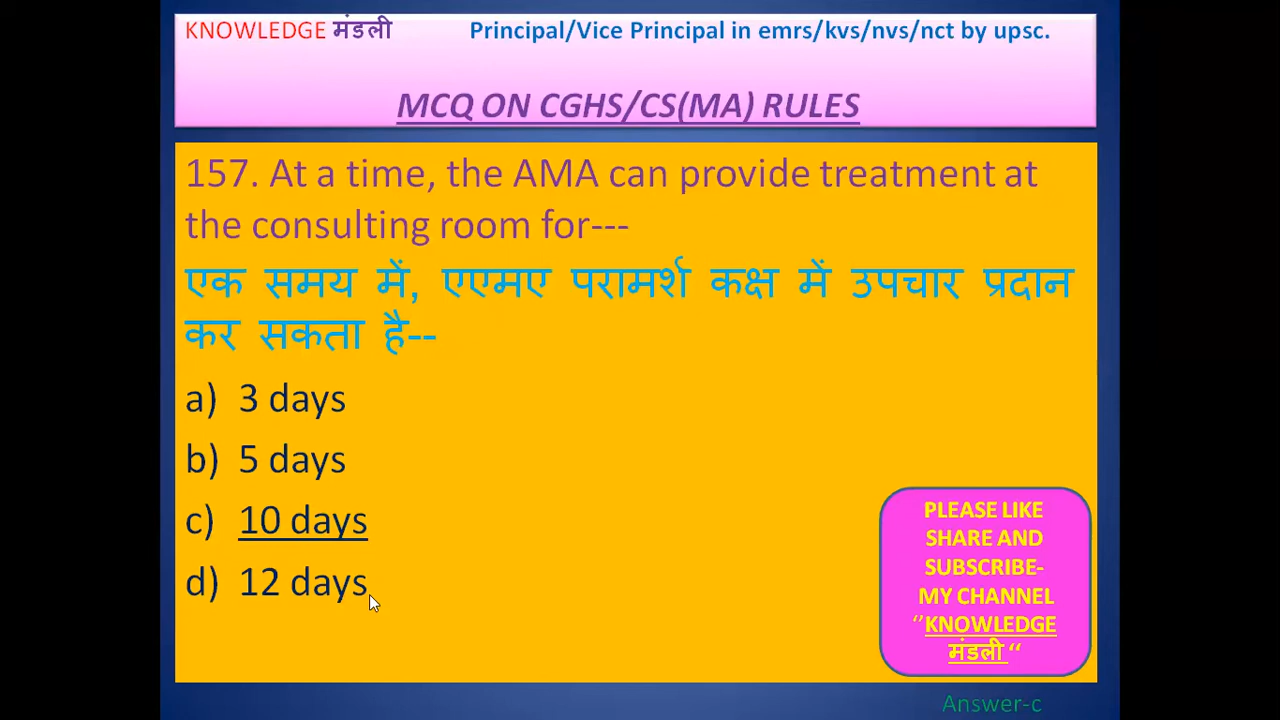 KNOWLEDGE मंडली Principal/Vice Principal in emrs/kvs/nvs/nct by upsc.
MCQ ON CGHS/CS(MA) RULES
157. At a time, the AMA can provide treatment at
the consulting room for---
एक समय में, एएमए परामर्श कक्ष में उपचार प्रदान
कर सकता है--
a) 3 days
b) 5 days
c) 10 days
d) 12 days
PLEASE LIKE
SHARE AND
SUBSCRIBE-
MY CHANNEL
‘’KNOWLEDGE
मंडली ‘‘
Answer-c